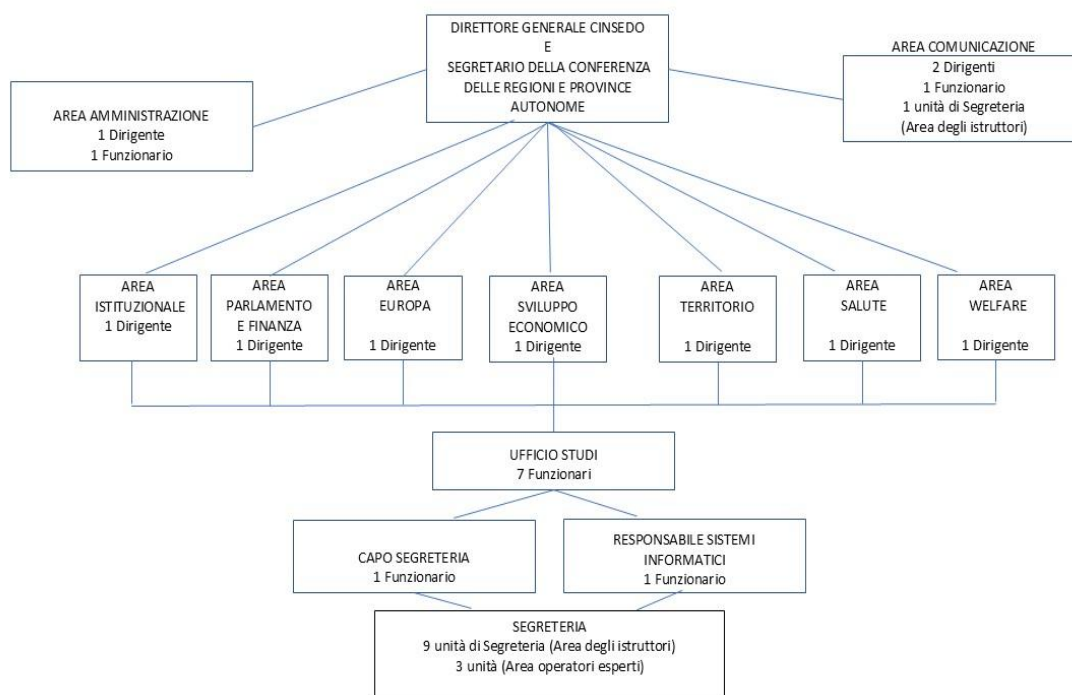 DIRETTORE GENERALE CINSEDO
E
SEGRETARIO DELLA CONFERENZA
DELLE REGIONI E PROVINCE
AUTONOME
AREA COMUNICAZIONE
2 Dirigenti
1 Funzionario
1 unità di Segreteria
(Area degli istruttori)
AREA AMMINISTRAZIONE
1 Dirigente
1 Funzionario
AREA
ISTITUZIONALE
1 Dirigente
AREA
PARLAMENTO
E FINANZA
1 Dirigente
AREA
EUROPA
1 Dirigente
AREA
SVILUPPO
ECONOMICO
1 Dirigente
AREA
TERRITORIO
1 Dirigente
AREA
SALUTE
1 Dirigente
AREA
WELFARE
1 Dirigente
UFFICIO STUDI
7 Funzionari
CAPO SEGRETERIA
1 Funzionario
RESPONSABILE SISTEMI
INFORMATICI
1 Funzionario
SEGRETERIA
9 unità di Segreteria (Area degli istruttori)
3 unità (Area operatori esperti)